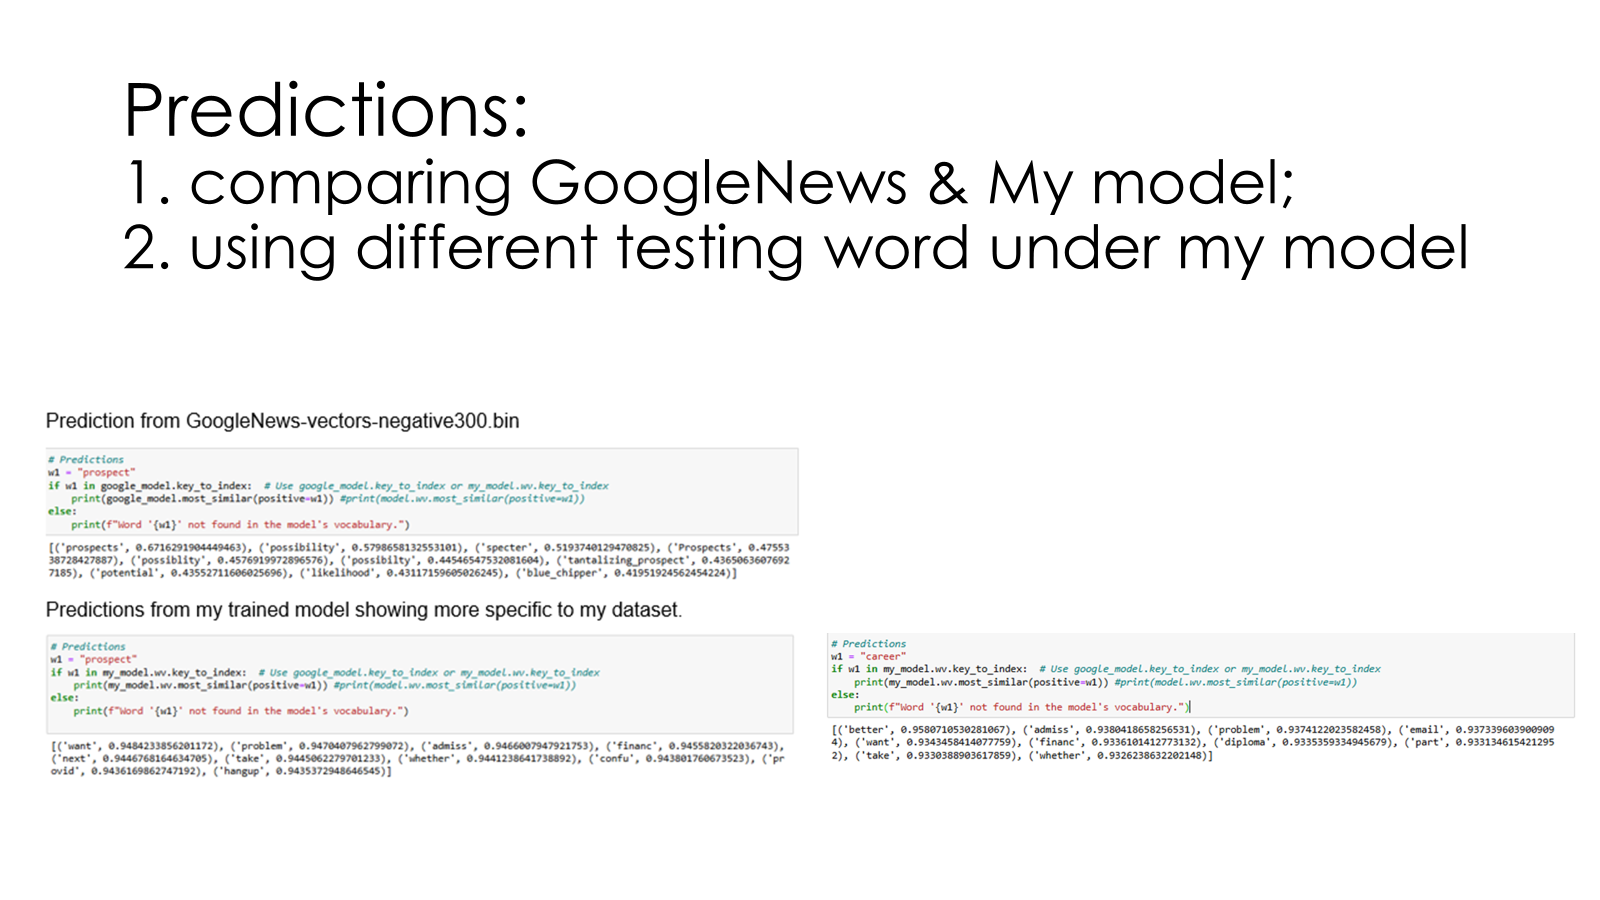 Predictions:
1. comparing GoogleNews & My model;
2. using different testing word under my model
Prediction from GoogleNews-vectors-negative300.bin
# Predictions
w1 = "prospect"
if w1 in google_model.key_to_index:  # Use google_model.key_to_index or my_model.wv.key_to_index
    print(google_model.most_similar(positive=w1)) #print(model.wv.most_similar(positive=w1))
else:
    print(f"Word '{w1}' not found in the model's vocabulary.")
[('prospects', 0.6716291904449463), ('possibility', 0.5798658132553101), ('specter', 0.5193740129470825), ('Prospects', 0.47553
38728427887), ('possiblity', 0.4576919972896576), ('possibilty', 0.44546547532081604), ('tantalizing_prospect', 0.4365063607692
7185), ('potential', 0.43552711606025696), ('likelihood', 0.43117159605026245), ('blue_chipper', 0.41951924562454224)]
Predictions from my trained model showing more specific to my dataset.
# Predictions
w1 = "prospect"
if w1 in my_model.wv.key_to_index:  # Use google_model.key_to_index or my_model.wv.key_to_index
    print(my_model.wv.most_similar(positive=w1)) #print(model.wv.most_similar(positive=w1))
else:
    print(f"Word '{w1}' not found in the model's vocabulary.")
[('want', 0.9484233856201172), ('problem', 0.9470407962799072), ('admiss', 0.9466007947921753), ('financ', 0.9455820322036743),
('next', 0.9446768164634705), ('take', 0.9445062279701233), ('whether', 0.9441238641738892), ('confu', 0.943801760673523), ('pr
ovid', 0.9436169862747192), ('hangup', 0.9435372948646545)]
# Predictions
w1 = "career"
if w1 in my_model.wv.key_to_index:  # Use google_model.key_to_index or my_model.wv.key_to_index
    print(my_model.wv.most_similar(positive=w1)) #print(model.wv.most_similar(positive=w1))
else:
    print(f"Word '{w1}' not found in the model's vocabulary.")
[('better', 0.9580710530281067), ('admiss', 0.9380418658256531), ('problem', 0.9374122023582458), ('email', 0.937339603900909
4), ('want', 0.9343458414077759), ('financ', 0.9336101412773132), ('diploma', 0.9335359334945679), ('part', 0.933134615421295
2), ('take', 0.9330388903617859), ('whether', 0.9326238632202148)]